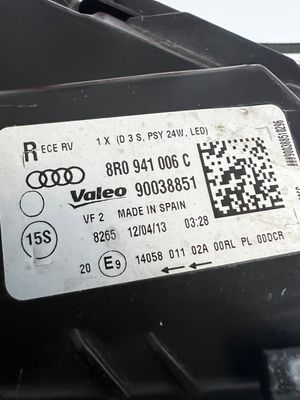 R ECE RV 1 X (D3S, PSY 24W, LED)
8R0 941 006 C
Valeo 90038851
VF 2 MADE IN SPAIN
15S 8265 12/04/13 03:28
20 E9 14058 011 02A 00RL PL 00DCR